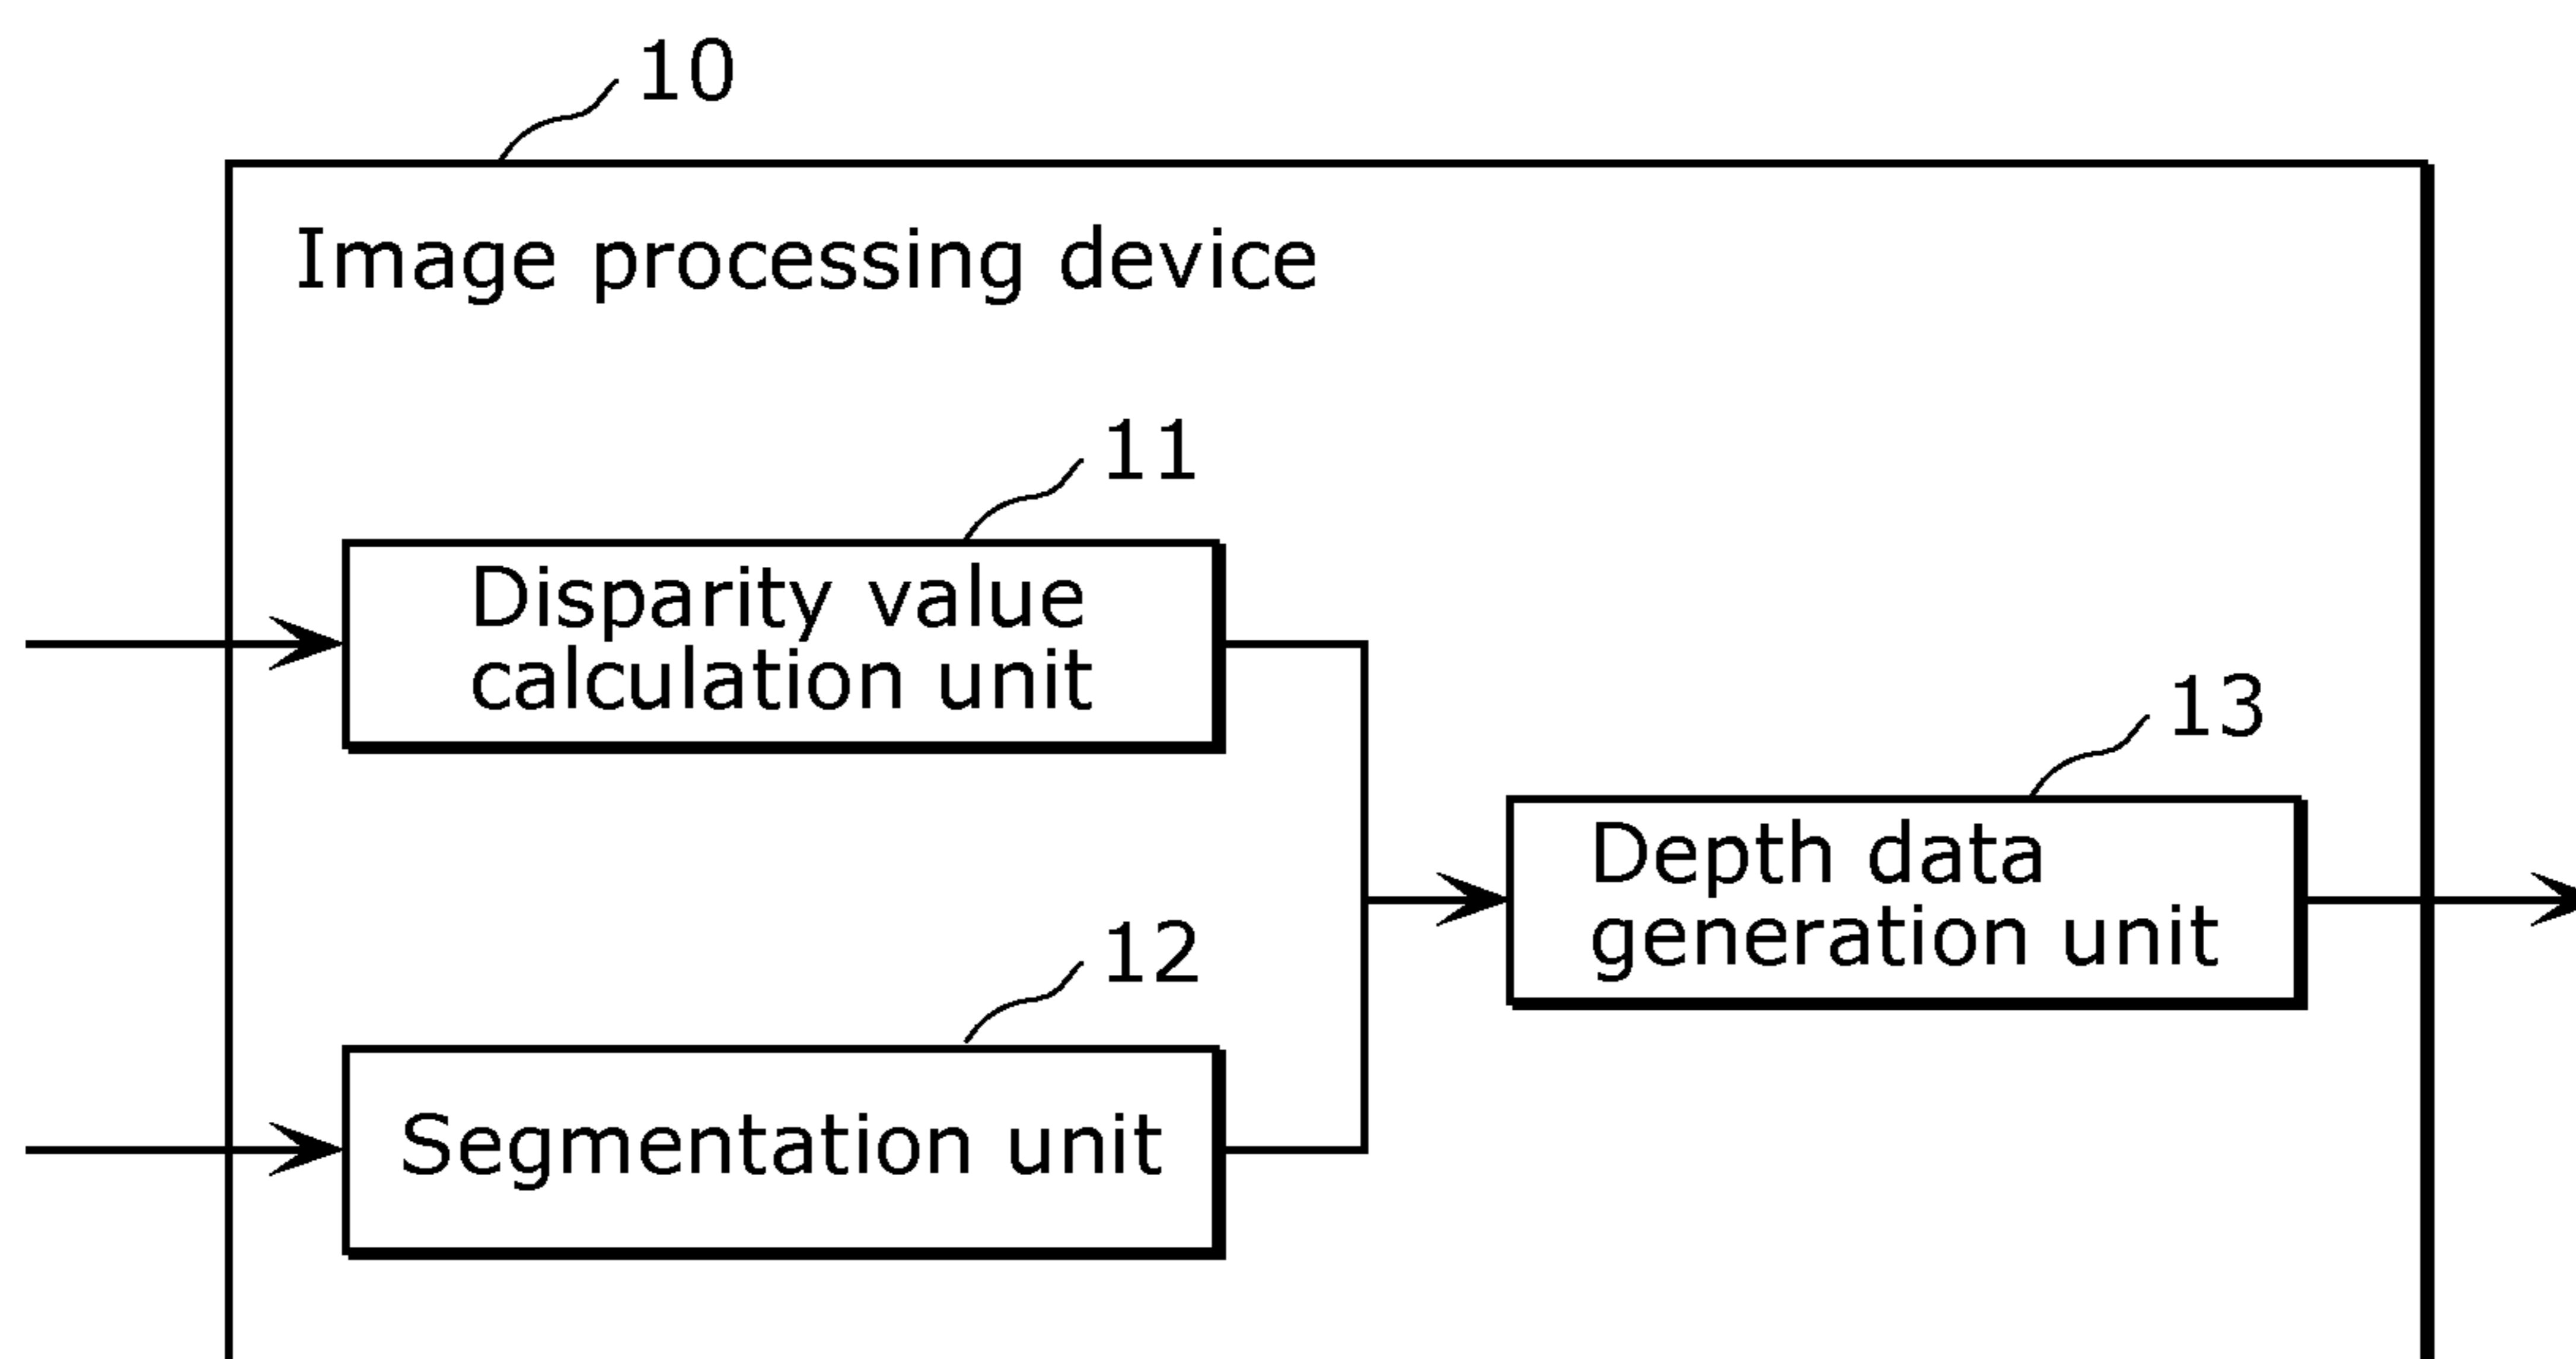 10
Image processing device
11
Disparity value
calculation unit
13
Depth data
generation unit
12
Segmentation unit